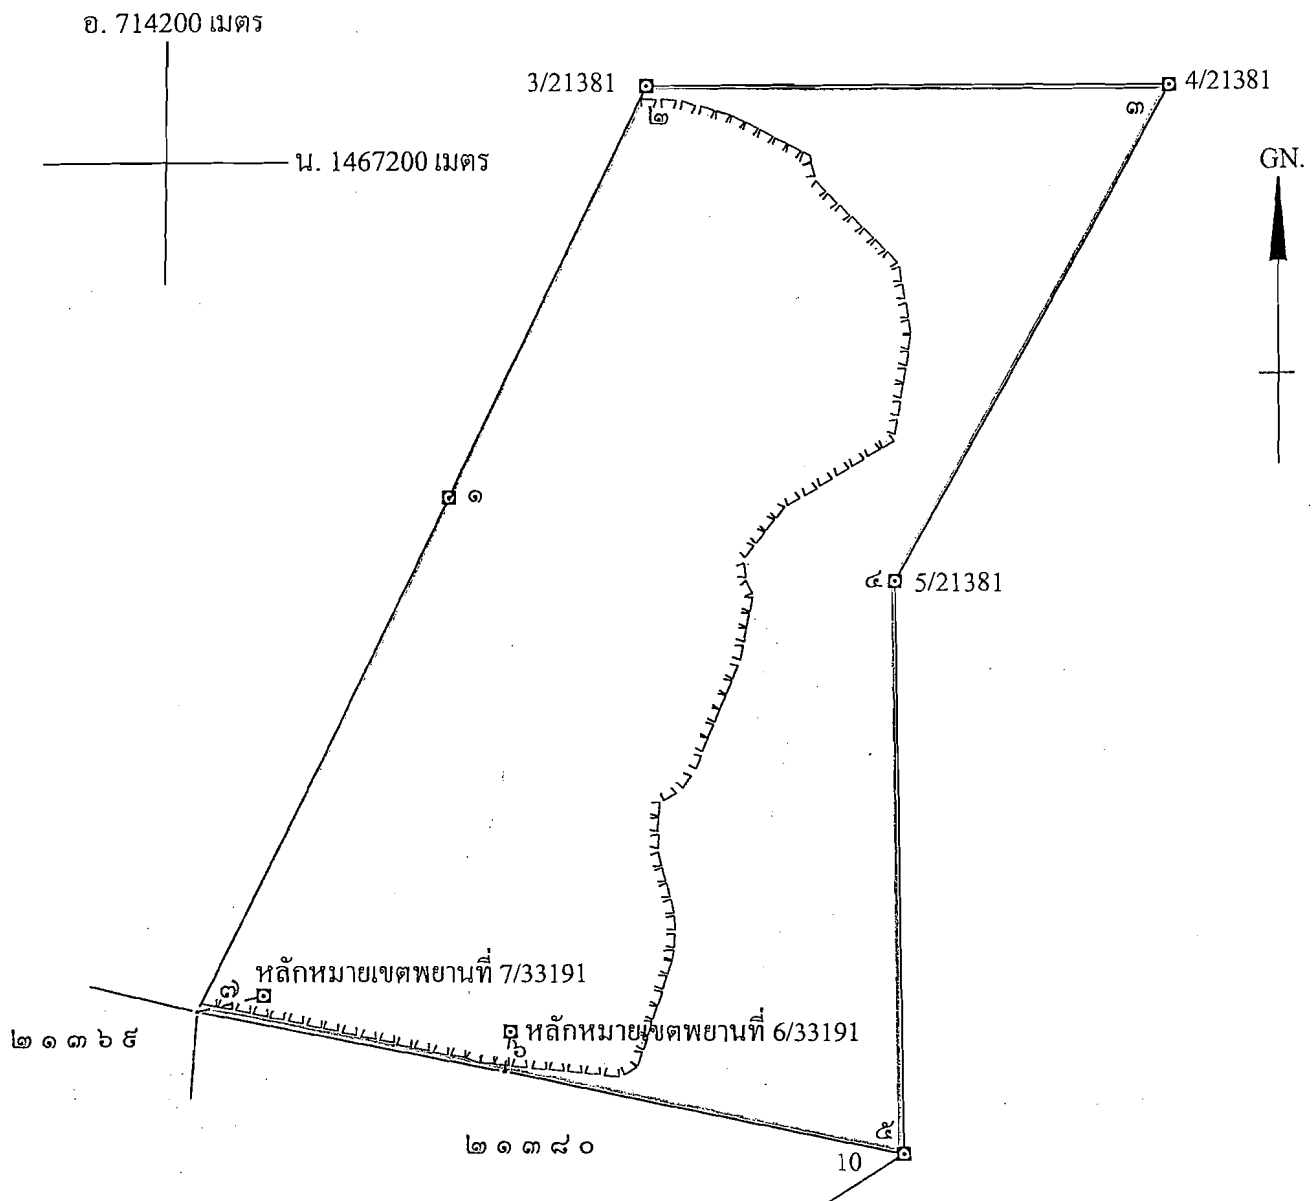 อ. 714200 เมตร
3/21381
4/21381
๒
๓
น. 1467200 เมตร
GN.
๑
๔
5/21381
หลักหมายเขตพยานที่ 7/33191
๗
หลักหมายเขตพยานที่ 6/33191
๖
๒๑๓๖๕
๕
๒๑๓๘๐
10